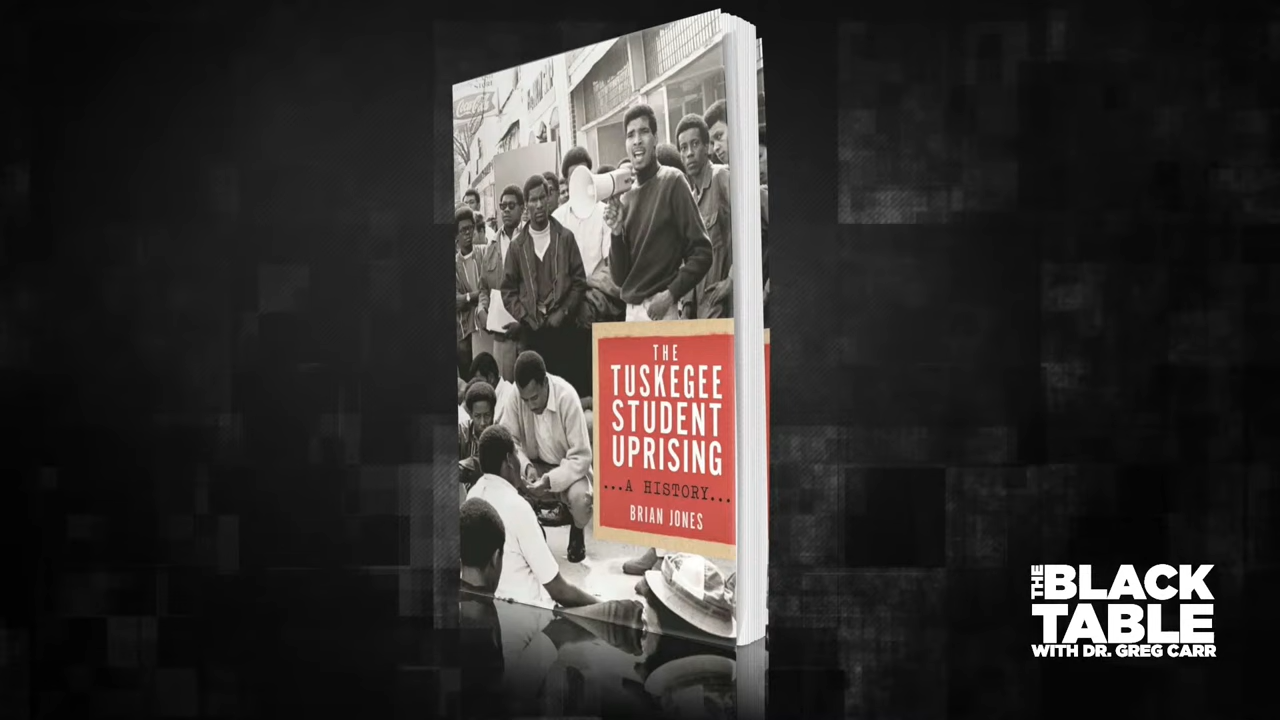 THE
TUSKEGEE
STUDENT
UPRISING
...A HISTORY...
BRIAN JONES
THE BLACK
TABLE
WITH DR. GREG CARR